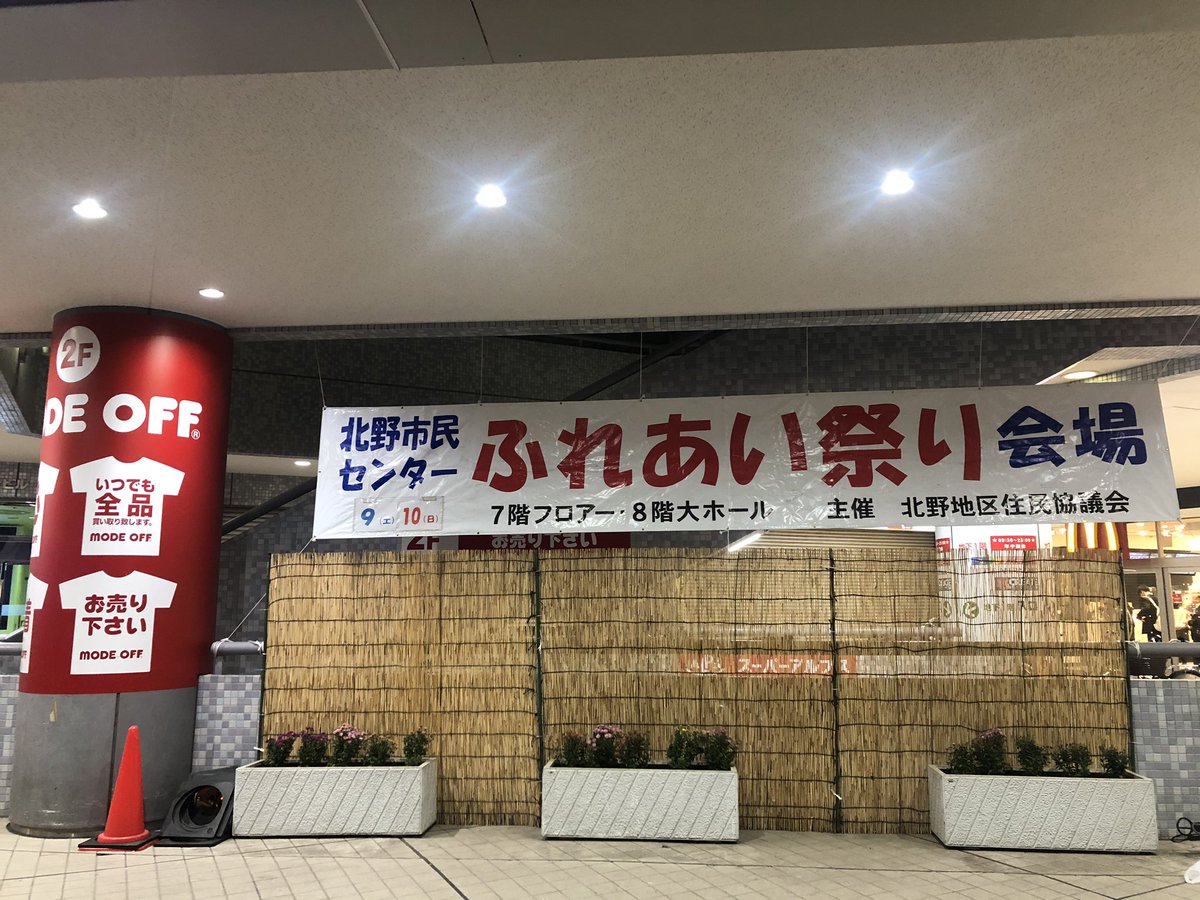 2F
MODE OFF®
いつでも
全品
買い取り致します。
MODE OFF
お売り
下さい
MODE OFF
北野市民
センター
ふれあい祭り会場
9(土) 10(日)
7階フロアー・8階大ホール 主催 北野地区住民協議会
2F お売り下さい
スーパーアルプス